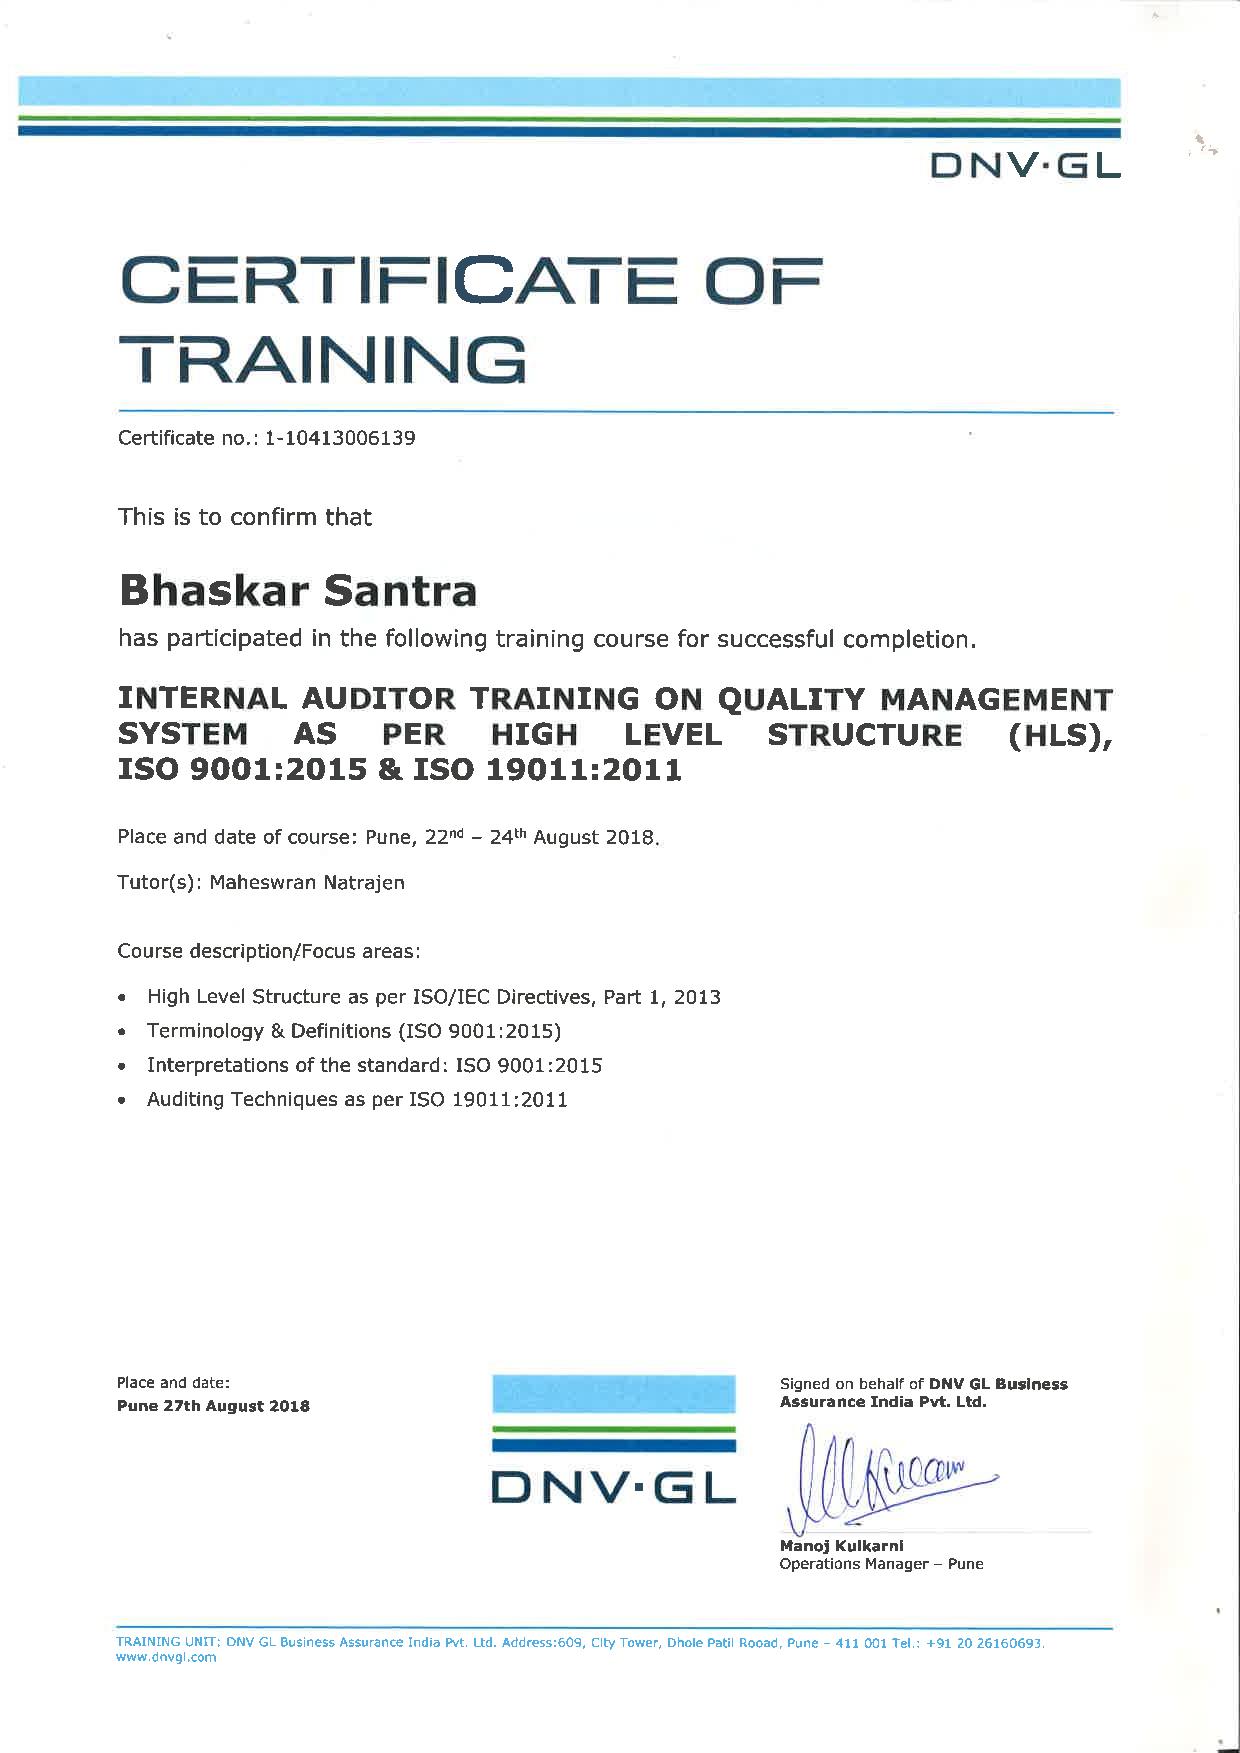 DNV·GL
CERTIFICATE OF
TRAINING
Certificate no.: 1-10413006139
This is to confirm that
Bhaskar Santra
has participated in the following training course for successful completion.
INTERNAL AUDITOR TRAINING ON QUALITY MANAGEMENT
SYSTEM AS PER HIGH LEVEL STRUCTURE (HLS),
ISO 9001:2015 & ISO 19011:2011
Place and date of course: Pune, 22nd – 24th August 2018.
Tutor(s): Maheswran Natrajen
Course description/Focus areas:
• High Level Structure as per ISO/IEC Directives, Part 1, 2013
• Terminology & Definitions (ISO 9001:2015)
• Interpretations of the standard: ISO 9001:2015
• Auditing Techniques as per ISO 19011:2011
Place and date:
Pune 27th August 2018
DNV·GL
Signed on behalf of DNV GL Business
Assurance India Pvt. Ltd.
Manoj Kulkarni
Operations Manager – Pune
TRAINING UNIT: DNV GL Business Assurance India Pvt. Ltd. Address:609, City Tower, Dhole Patil Rooad, Pune – 411 001 Tel.: +91 20 26160693.
www.dnvgl.com